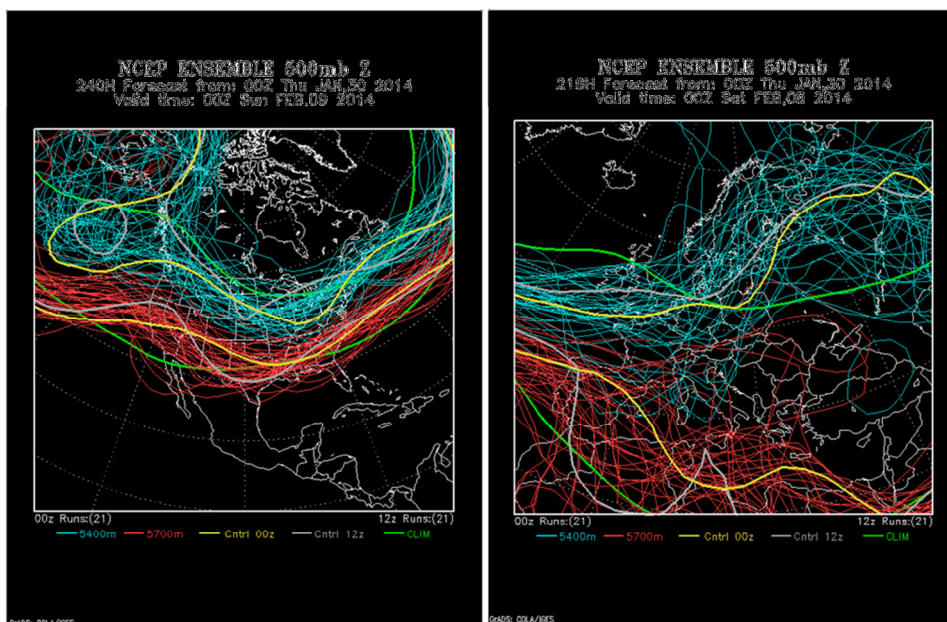 NCEP ENSEMBLE 500mb Z
240H Forecast from: 00Z Thu JAN,30 2014
Valid time: 00Z Sun FEB,09 2014
00z Runs:(21)
12z Runs:(21)
5400m
5700m
Cntrl 00z
Cntrl 12z
CLIM
GrADS: COLA/IGES
NCEP ENSEMBLE 500mb Z
216H Forecast from: 00Z Thu JAN,30 2014
Valid time: 00Z Sat FEB,08 2014
00z Runs:(21)
12z Runs:(21)
5400m
5700m
Cntrl 00z
Cntrl 12z
CLIM
GrADS: COLA/IGES